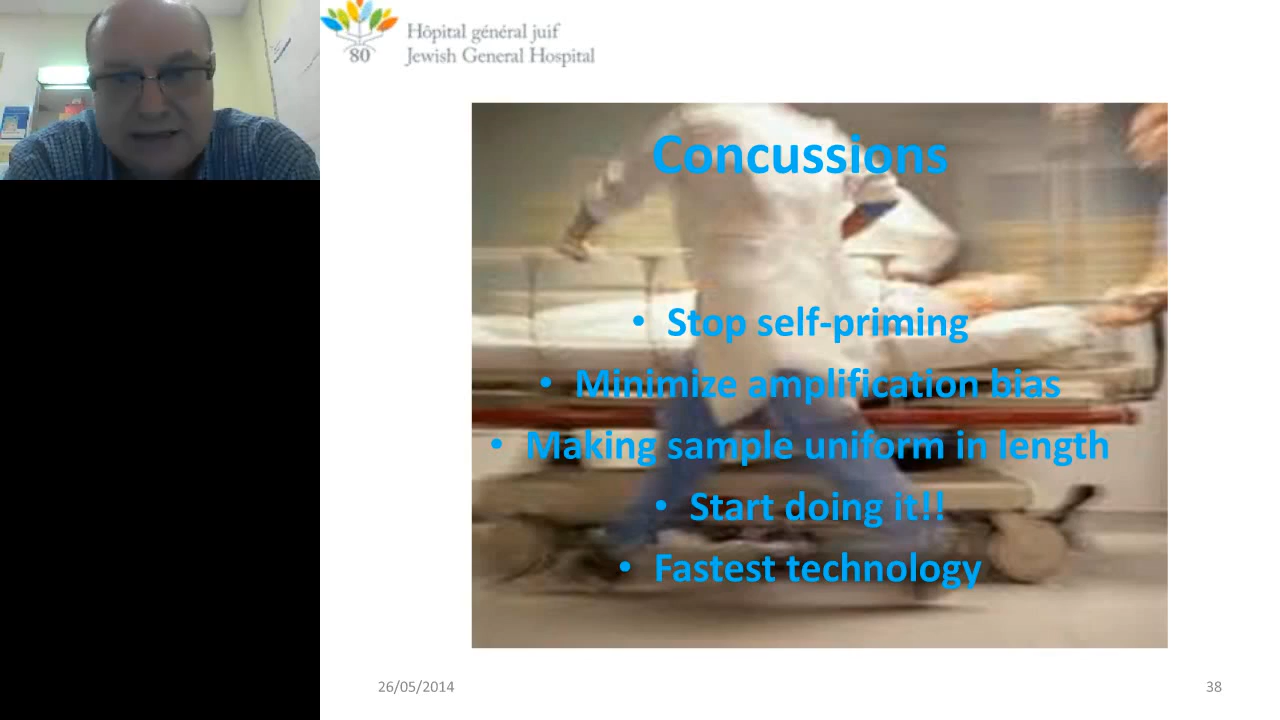 Hôpital général juif
Jewish General Hospital
80
Concussions
• Stop self-priming
• Minimize amplification bias
• Making sample uniform in length
• Start doing it!!
• Fastest technology
26/05/2014
38